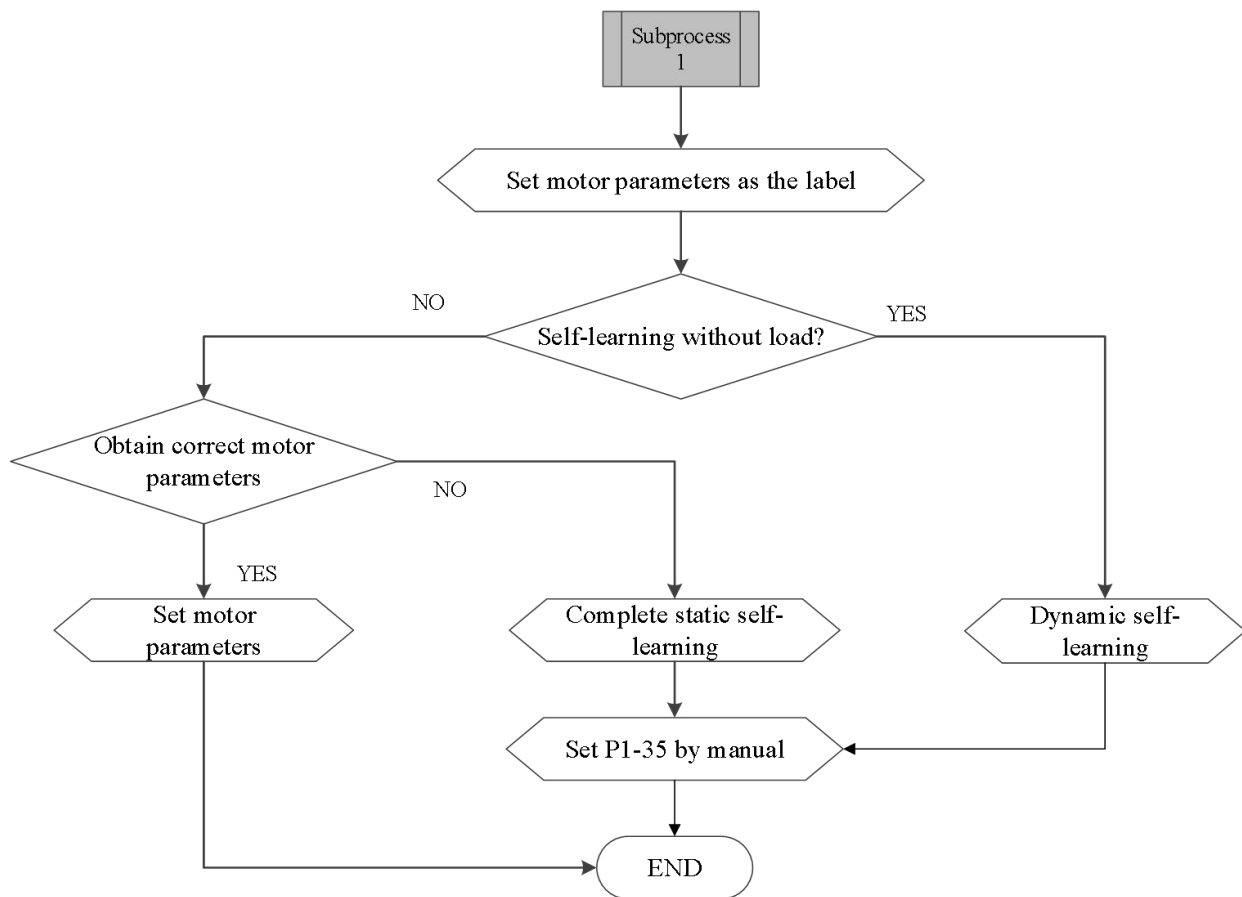 Subprocess
1
Set motor parameters as the label
NO
YES
Self-learning without load?
Obtain correct motor
parameters
NO
YES
Set motor
parameters
Complete static self-
learning
Dynamic self-
learning
Set P1-35 by manual
END